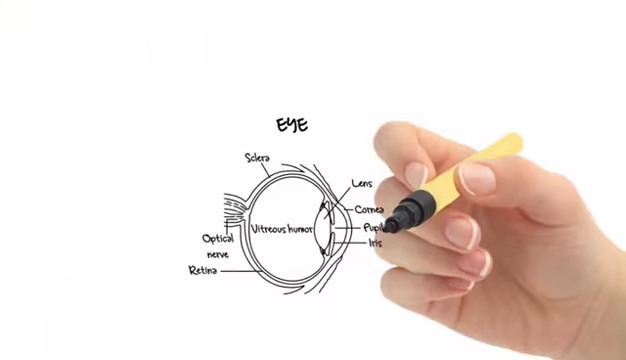 EYE
Sclera
Lens
Cornea
Vitreous humor
Pupil
Iris
Optical
nerve
Retina